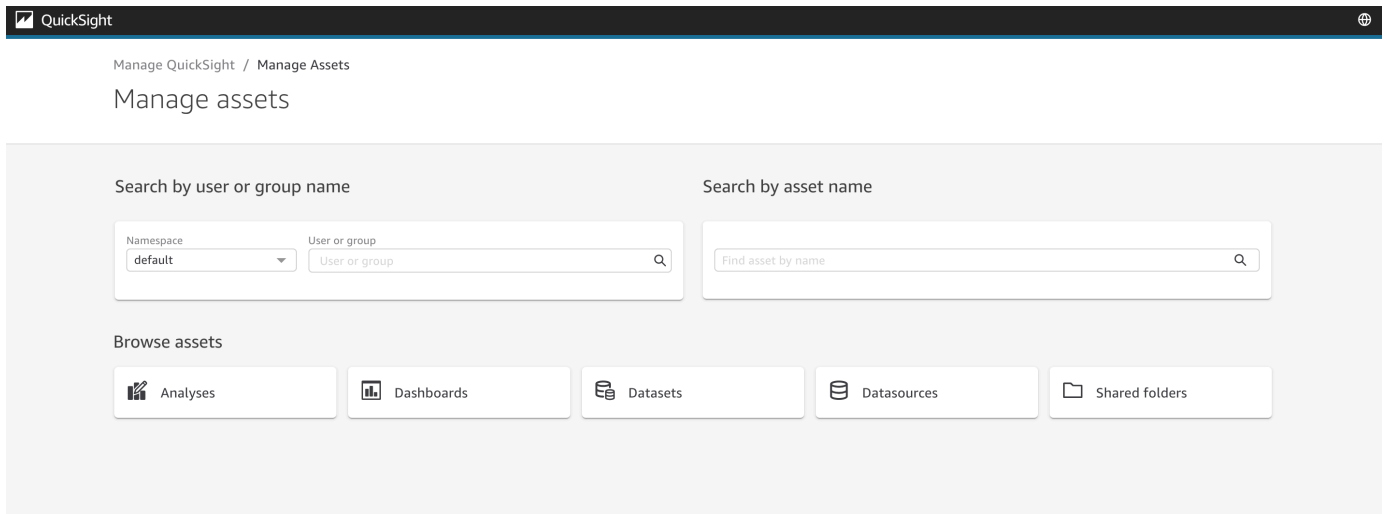 QuickSight
Manage QuickSight / Manage Assets
Manage assets
Search by user or group name
Namespace
default
User or group
User or group
Search by asset name
Find asset by name
Browse assets
Analyses
Dashboards
Datasets
Datasources
Shared folders